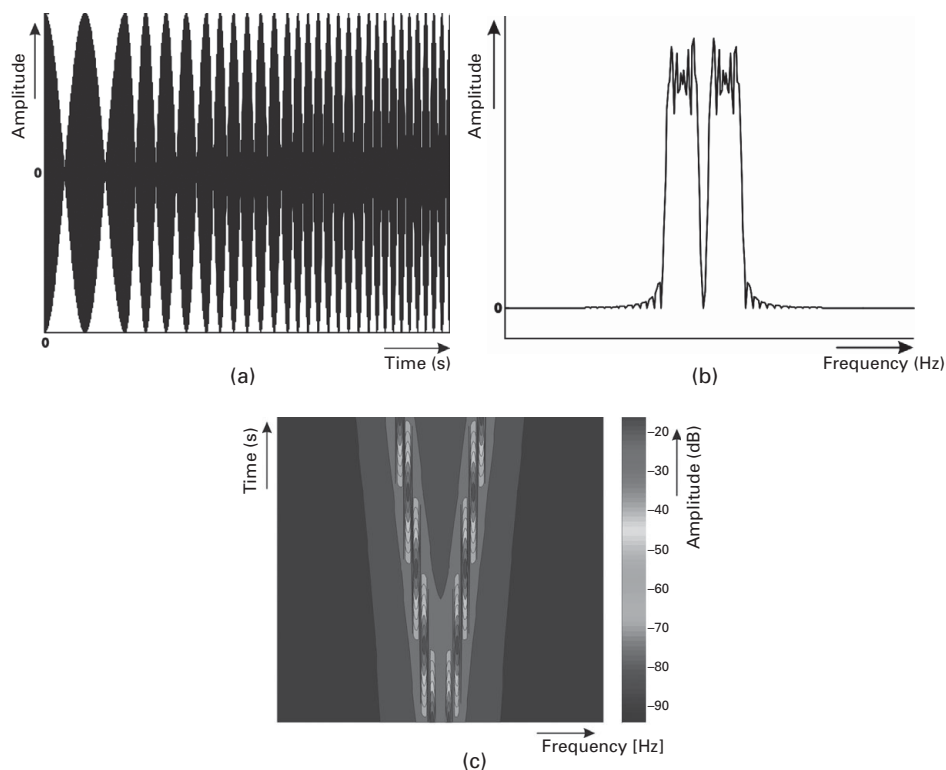 Amplitude
0
0
Time (s)
(a)
Amplitude
0
Frequency (Hz)
(b)
Time (s)
Frequency [Hz]
–20
–30
–40
–50
–60
–70
–80
–90
Amplitude (dB)
(c)